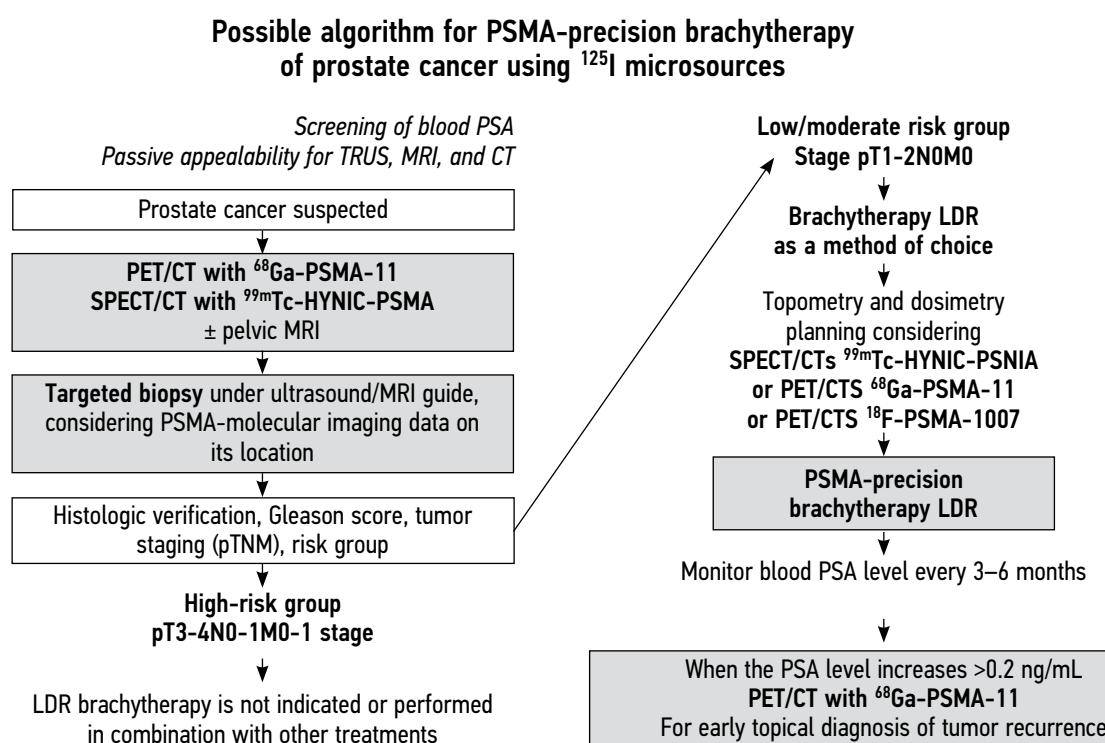 Possible algorithm for PSMA-precision brachytherapy
of prostate cancer using ¹²⁵I microsources
Screening of blood PSA
Passive appealability for TRUS, MRI, and CT
Prostate cancer suspected
PET/CT with ⁶⁸Ga-PSMA-11
SPECT/CT with ⁹⁹ᵐTc-HYNIC-PSMA
± pelvic MRI
Targeted biopsy under ultrasound/MRI guide,
considering PSMA-molecular imaging data on
its location
Histologic verification, Gleason score, tumor
staging (pTNM), risk group
High-risk group
pT3-4N0-1M0-1 stage
LDR brachytherapy is not indicated or performed
in combination with other treatments
Low/moderate risk group
Stage pT1-2N0M0
Brachytherapy LDR
as a method of choice
Topometry and dosimetry
planning considering
SPECT/CTs ⁹⁹ᵐTc-HYNIC-PSNIA
or PET/CTS ⁶⁸Ga-PSMA-11
or PET/CTS ¹⁸F-PSMA-1007
PSMA-precision
brachytherapy LDR
Monitor blood PSA level every 3–6 months
When the PSA level increases >0.2 ng/mL
PET/CT with ⁶⁸Ga-PSMA-11
For early topical diagnosis of tumor recurrence